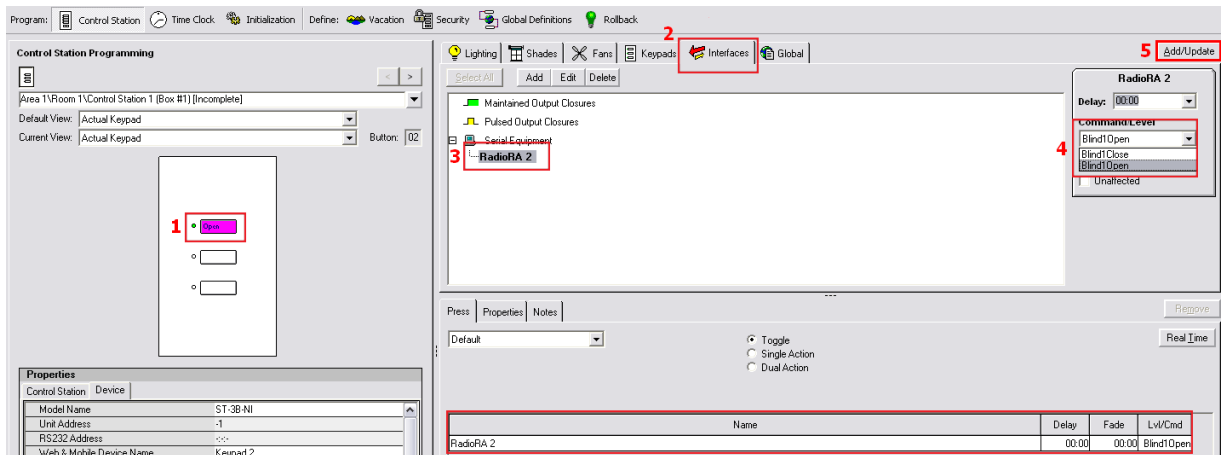 Program: Control Station Time Clock Initialization Define: Vacation Security Global Definitions Rollback
Control Station Programming
< >
Area 1\Room 1\Control Station 1 (Box #1) [Incomplete]
Default View: Actual Keypad
Current View: Actual Keypad Button: 02
1 Open
Properties
Control Station Device
Model Name ST-3B-NI
Unit Address -1
RS232 Address -:-:-
Web & Mobile Device Name Keypad 2
2
Lighting Shades Fans Keypads Interfaces Global
5 Add/Update
Select All Add Edit Delete
Maintained Output Closures
Pulsed Output Closures
Serial Equipment
3 RadioRA 2
RadioRA 2
Delay: 00:00
Command/Level
4 Blind1Open
Blind1Close
Blind1Open
Unaffected
Press Properties Notes
Remove
Default
Toggle
Single Action
Dual Action
Real Time
Name Delay Fade Lvl/Cmd
RadioRA 2 00:00 00:00 Blind1Open